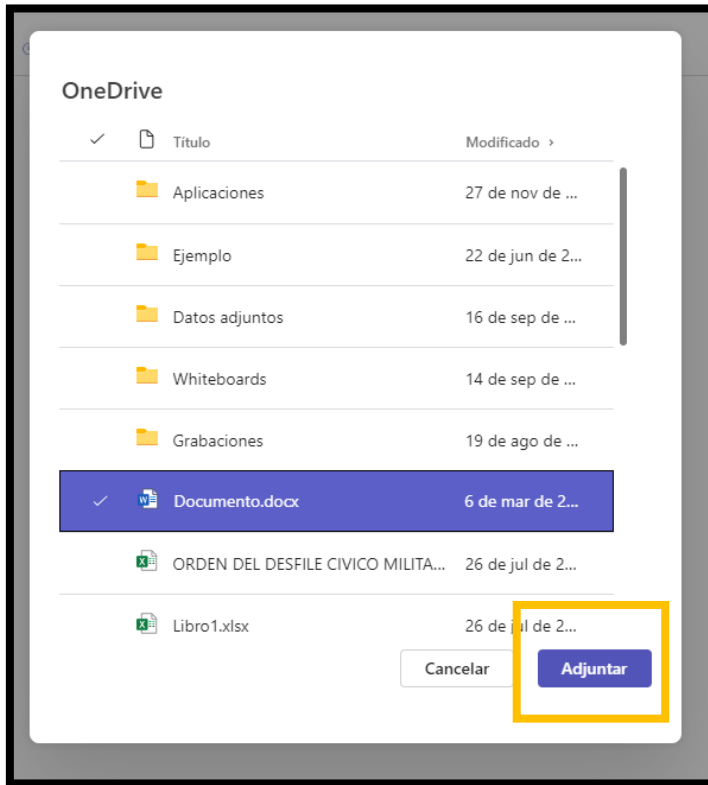 OneDrive
Título Modificado
Aplicaciones 27 de nov de ...
Ejemplo 22 de jun de 2...
Datos adjuntos 16 de sep de ...
Whiteboards 14 de sep de ...
Grabaciones 19 de ago de ...
Documento.docx 6 de mar de 2...
ORDEN DEL DESFILE CIVICO MILITA... 26 de jul de 2...
Libro1.xlsx 26 de jul de 2...
Cancelar Adjuntar